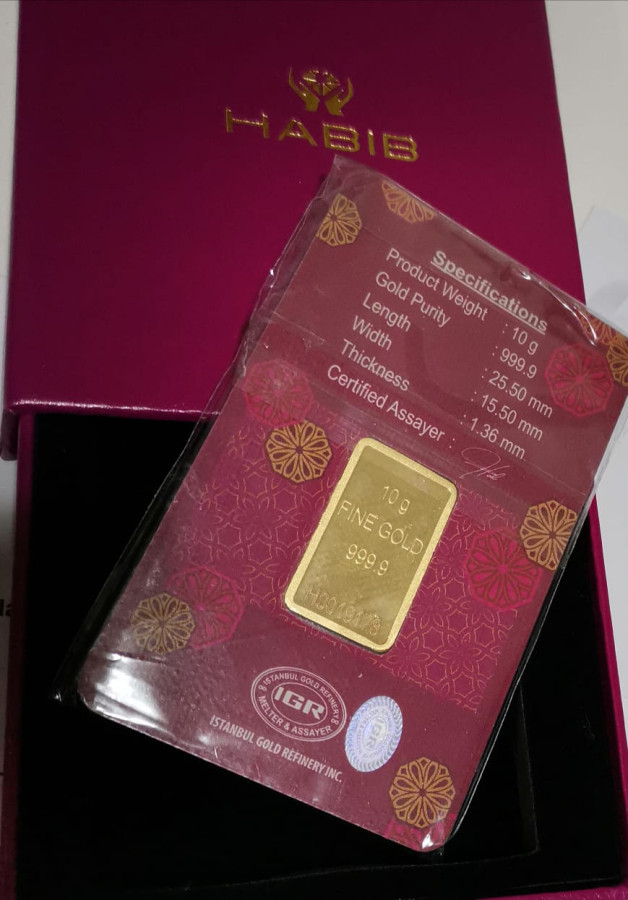 HABIB
Specifications
Product Weight : 10 g
Gold Purity : 999.9
Length : 25.50 mm
Width : 15.50 mm
Thickness : 1.36 mm
Certified Assayer :
10 g
FINE GOLD
999.9
ISTANBUL GOLD REFINERY
IGR
MELTER & ASSAYER
ISTANBUL GOLD REFINERY INC.